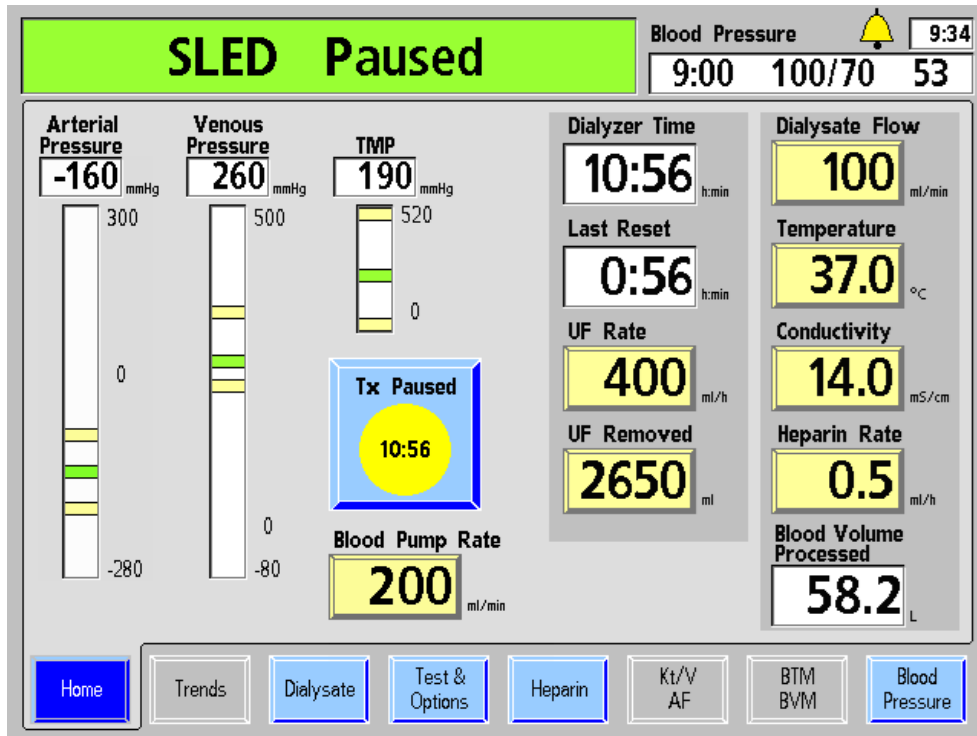 SLED Paused
Blood Pressure
9:34
9:00 100/70 53
Arterial
Pressure
-160 mmHg
300
0
-280
Venous
Pressure
260 mmHg
500
0
-80
TMP
190 mmHg
520
0
Tx Paused
10:56
Blood Pump Rate
200 ml/min
Dialyzer Time
10:56 h:min
Last Reset
0:56 h:min
UF Rate
400 ml/h
UF Removed
2650 ml
Dialysate Flow
100 ml/min
Temperature
37.0 °C
Conductivity
14.0 mS/cm
Heparin Rate
0.5 ml/h
Blood Volume
Processed
58.2 L
Home
Trends
Dialysate
Test &
Options
Heparin
Kt/V
AF
BTM
BVM
Blood
Pressure